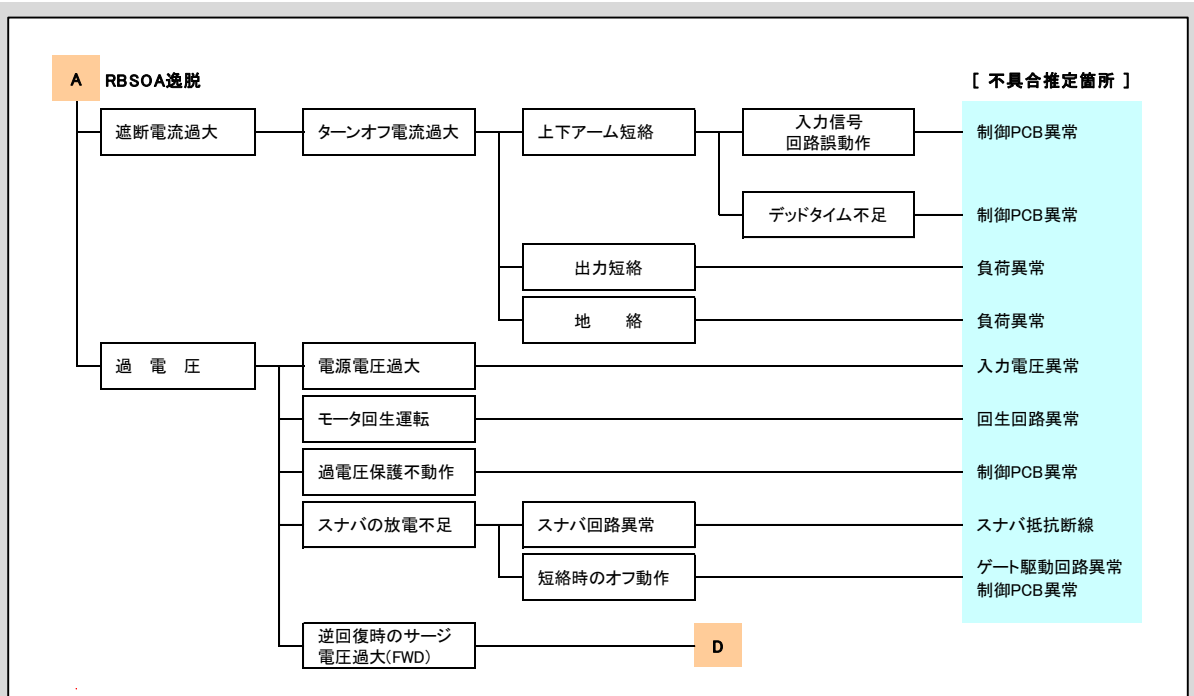 A RBSOA逸脱
[ 不具合推定箇所 ]
遮断電流過大
ターンオフ電流過大
上下アーム短絡
入力信号
回路誤動作
制御PCB異常
デッドタイム不足
制御PCB異常
出力短絡
負荷異常
地　　絡
負荷異常
過　電　圧
電源電圧過大
入力電圧異常
モータ回生運転
回生回路異常
過電圧保護不動作
制御PCB異常
スナバの放電不足
スナバ回路異常
スナバ抵抗断線
短絡時のオフ動作
ゲート駆動回路異常
制御PCB異常
逆回復時のサージ
電圧過大(FWD)
D